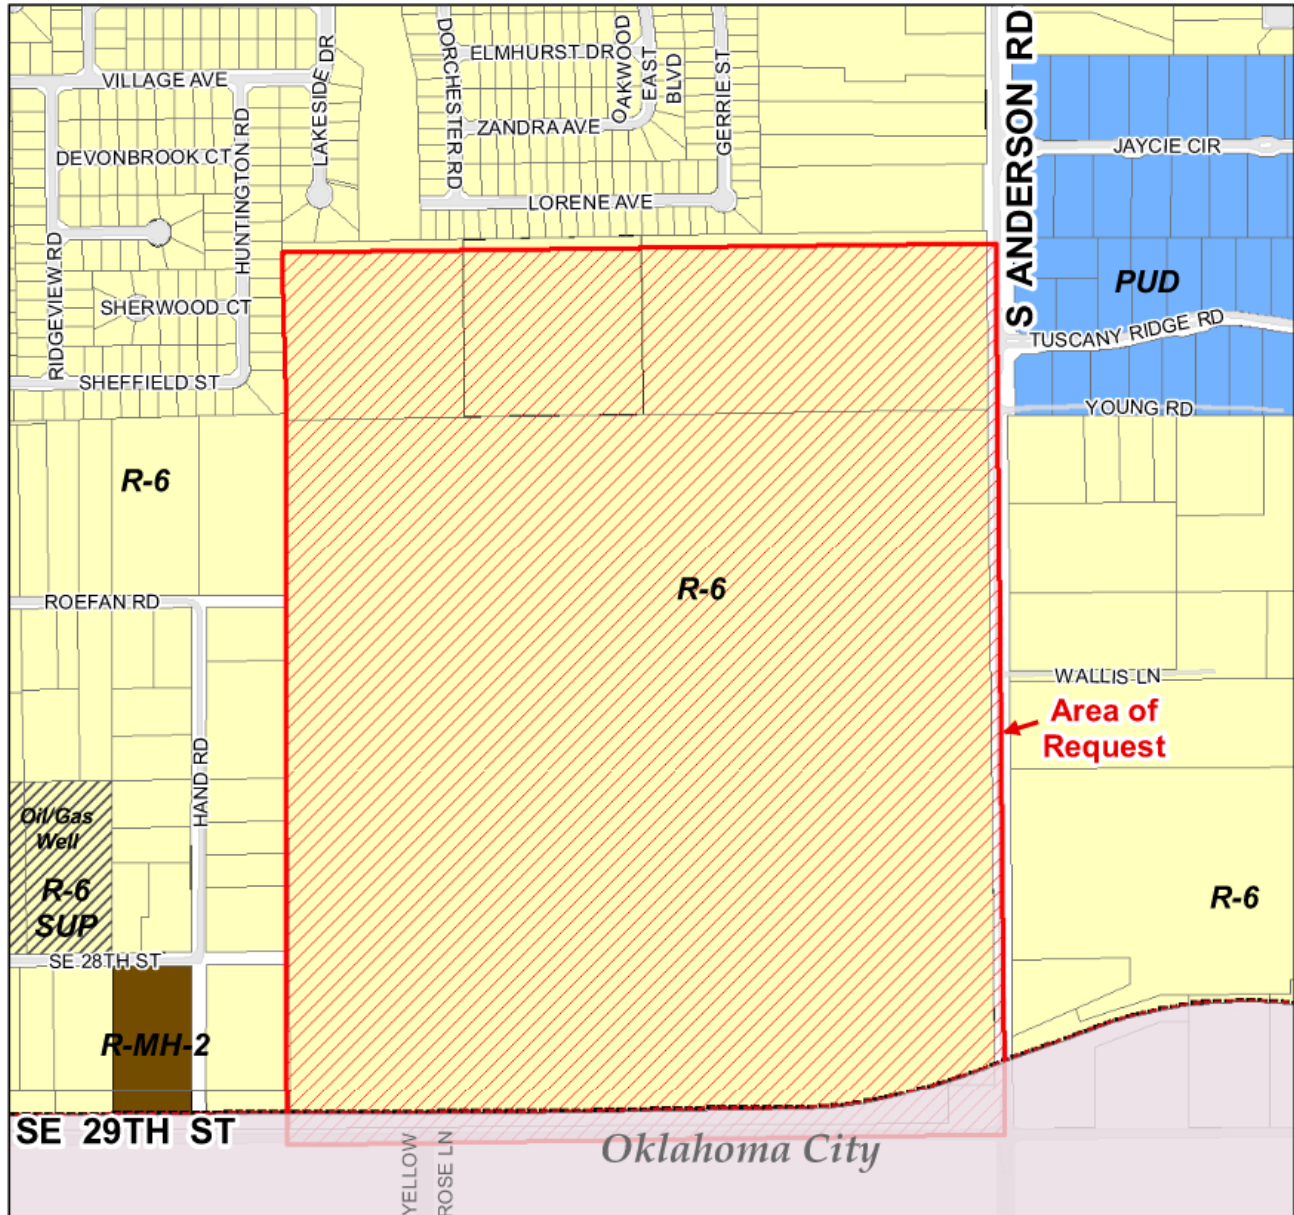 DORCHESTER RD
ELMHURST DR
OAKWOOD
EAST
BLVD
GERRIE ST
S ANDERSON RD
VILLAGE AVE
LAKESIDE DR
ZANDRA AVE
HUNTINGTON RD
DEVONBROOK CT
JAYCIE CIR
LORENE AVE
RIDGEVIEW RD
PUD
SHERWOOD CT
TUSCANY RIDGE RD
SHEFFIELD ST
YOUNG RD
R-6
R-6
ROEFAN RD
WALLIS LN
Area of
Request
HAND RD
Oil/Gas
Well
R-6
SUP
R-6
SE 28TH ST
R-MH-2
SE 29TH ST
YELLOW
ROSE LN
Oklahoma City